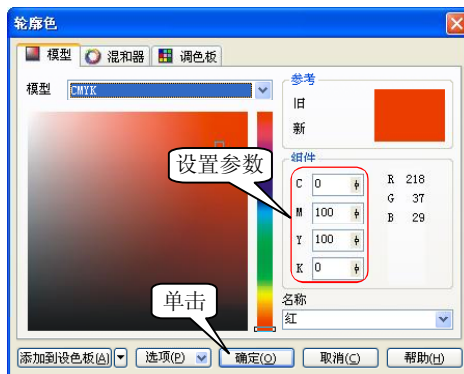 轮廓色
模型 混和器 调色板
模型 CMYK
参考
旧
新
组件
设置参数
C 0 R 218
M 100 G 37
Y 100 B 29
K 0
单击
名称
红
添加到设色板(A) 选项(P) 确定(O) 取消(C) 帮助(H)